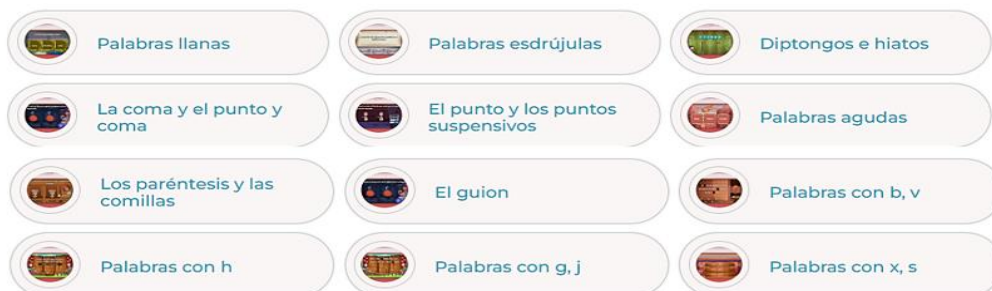 Palabras llanas
Palabras esdrújulas
Diptongos e hiatos
La coma y el punto y
coma
El punto y los puntos
suspensivos
Palabras agudas
Los paréntesis y las
comillas
El guion
Palabras con b, v
Palabras con h
Palabras con g, j
Palabras con x, s